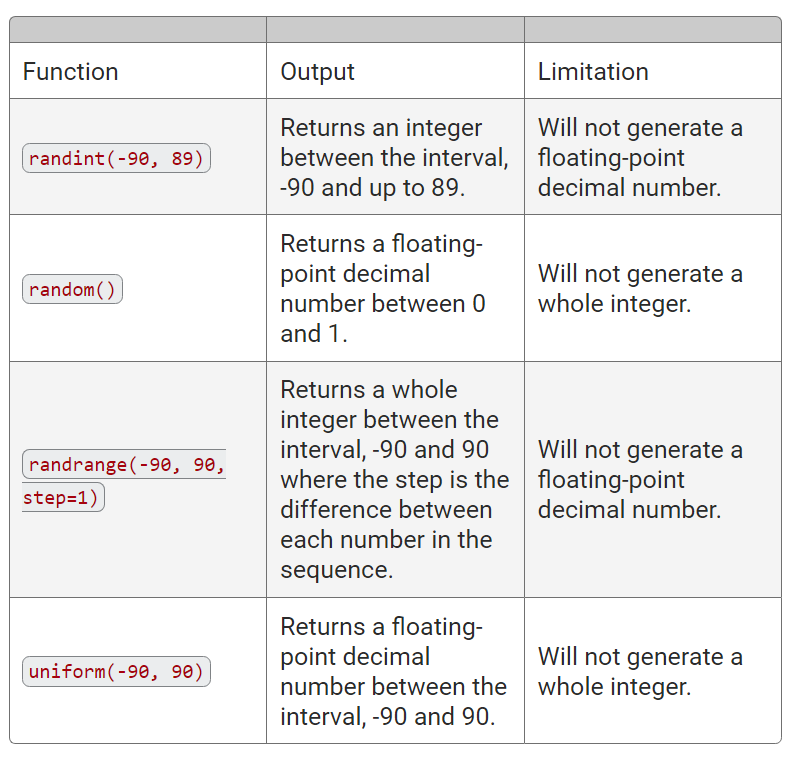 Function
Output
Limitation
randint(-90, 89)
Returns an integer
between the interval,
-90 and up to 89.
Will not generate a
floating-point
decimal number.
random()
Returns a floating-
point decimal
number between 0
and 1.
Will not generate a
whole integer.
randrange(-90, 90,
step=1)
Returns a whole
integer between the
interval, -90 and 90
where the step is the
difference between
each number in the
sequence.
Will not generate a
floating-point
decimal number.
uniform(-90, 90)
Returns a floating-
point decimal
number between the
interval, -90 and 90.
Will not generate a
whole integer.